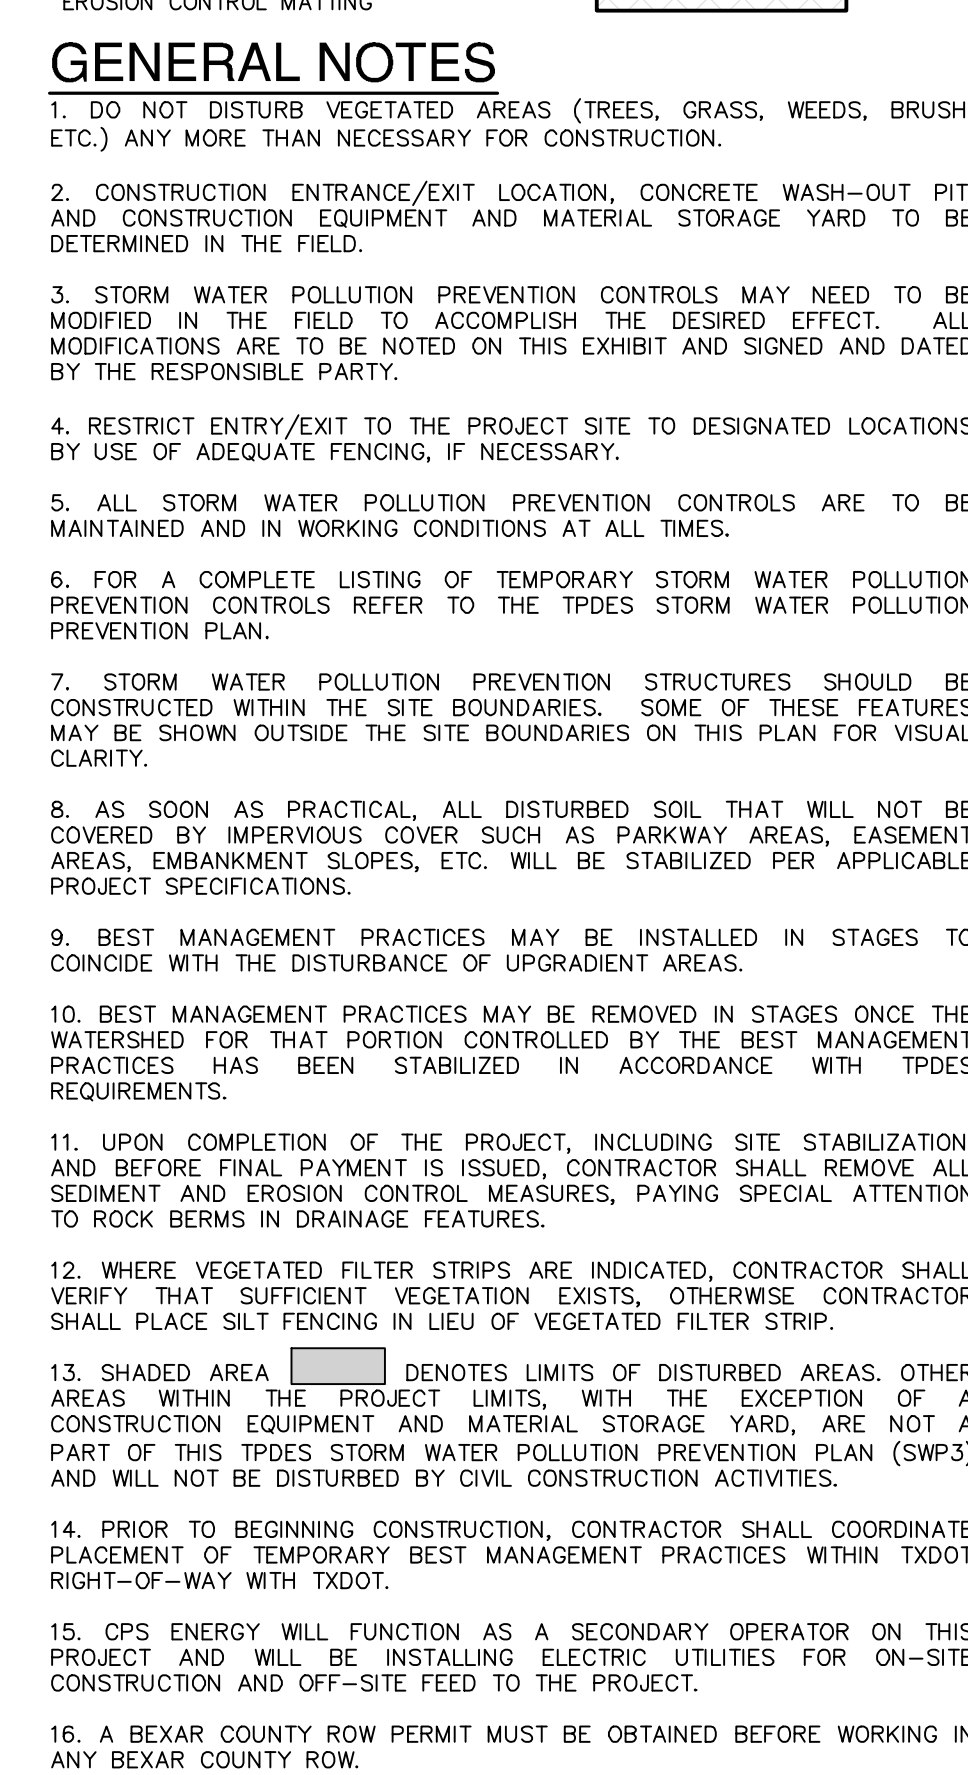 EROSION CONTROL MATTING
GENERAL NOTES
1. DO NOT DISTURB VEGETATED AREAS (TREES, GRASS, WEEDS, BRUSH
ETC.) ANY MORE THAN NECESSARY FOR CONSTRUCTION.
2. CONSTRUCTION ENTRANCE/EXIT LOCATION, CONCRETE WASH-OUT PIT
AND CONSTRUCTION EQUIPMENT AND MATERIAL STORAGE YARD TO BE
DETERMINED IN THE FIELD.
3. STORM WATER POLLUTION PREVENTION CONTROLS MAY NEED TO BE
MODIFIED IN THE FIELD TO ACCOMPLISH THE DESIRED EFFECT. ALL
MODIFICATIONS ARE TO BE NOTED ON THIS EXHIBIT AND SIGNED AND DATED
BY THE RESPONSIBLE PARTY.
4. RESTRICT ENTRY/EXIT TO THE PROJECT SITE TO DESIGNATED LOCATIONS
BY USE OF ADEQUATE FENCING, IF NECESSARY.
5. ALL STORM WATER POLLUTION PREVENTION CONTROLS ARE TO BE
MAINTAINED AND IN WORKING CONDITIONS AT ALL TIMES.
6. FOR A COMPLETE LISTING OF TEMPORARY STORM WATER POLLUTION
PREVENTION CONTROLS REFER TO THE TPDES STORM WATER POLLUTION
PREVENTION PLAN.
7. STORM WATER POLLUTION PREVENTION STRUCTURES SHOULD BE
CONSTRUCTED WITHIN THE SITE BOUNDARIES. SOME OF THESE FEATURES
MAY BE SHOWN OUTSIDE THE SITE BOUNDARIES ON THIS PLAN FOR VISUAL
CLARITY.
8. AS SOON AS PRACTICAL, ALL DISTURBED SOIL THAT WILL NOT BE
COVERED BY IMPERVIOUS COVER SUCH AS PARKWAY AREAS, EASEMENT
AREAS, EMBANKMENT SLOPES, ETC. WILL BE STABILIZED PER APPLICABLE
PROJECT SPECIFICATIONS.
9. BEST MANAGEMENT PRACTICES MAY BE INSTALLED IN STAGES TO
COINCIDE WITH THE DISTURBANCE OF UPGRADIENT AREAS.
10. BEST MANAGEMENT PRACTICES MAY BE REMOVED IN STAGES ONCE THE
WATERSHED FOR THAT PORTION CONTROLLED BY THE BEST MANAGEMENT
PRACTICES HAS BEEN STABILIZED IN ACCORDANCE WITH TPDES
REQUIREMENTS.
11. UPON COMPLETION OF THE PROJECT, INCLUDING SITE STABILIZATION
AND BEFORE FINAL PAYMENT IS ISSUED, CONTRACTOR SHALL REMOVE ALL
SEDIMENT AND EROSION CONTROL MEASURES, PAYING SPECIAL ATTENTION
TO ROCK BERMS IN DRAINAGE FEATURES.
12. WHERE VEGETATED FILTER STRIPS ARE INDICATED, CONTRACTOR SHALL
VERIFY THAT SUFFICIENT VEGETATION EXISTS, OTHERWISE CONTRACTOR
SHALL PLACE SILT FENCING IN LIEU OF VEGETATED FILTER STRIP.
13. SHADED AREA DENOTES LIMITS OF DISTURBED AREAS. OTHER
AREAS WITHIN THE PROJECT LIMITS, WITH THE EXCEPTION OF A
CONSTRUCTION EQUIPMENT AND MATERIAL STORAGE YARD, ARE NOT A
PART OF THIS TPDES STORM WATER POLLUTION PREVENTION PLAN (SWP3)
AND WILL NOT BE DISTURBED BY CIVIL CONSTRUCTION ACTIVITIES.
14. PRIOR TO BEGINNING CONSTRUCTION, CONTRACTOR SHALL COORDINATE
PLACEMENT OF TEMPORARY BEST MANAGEMENT PRACTICES WITHIN TXDOT
RIGHT-OF-WAY WITH TXDOT.
15. CPS ENERGY WILL FUNCTION AS A SECONDARY OPERATOR ON THIS
PROJECT AND WILL BE INSTALLING ELECTRIC UTILITIES FOR ON-SITE
CONSTRUCTION AND OFF-SITE FEED TO THE PROJECT.
16. A BEXAR COUNTY ROW PERMIT MUST BE OBTAINED BEFORE WORKING IN
ANY BEXAR COUNTY ROW.